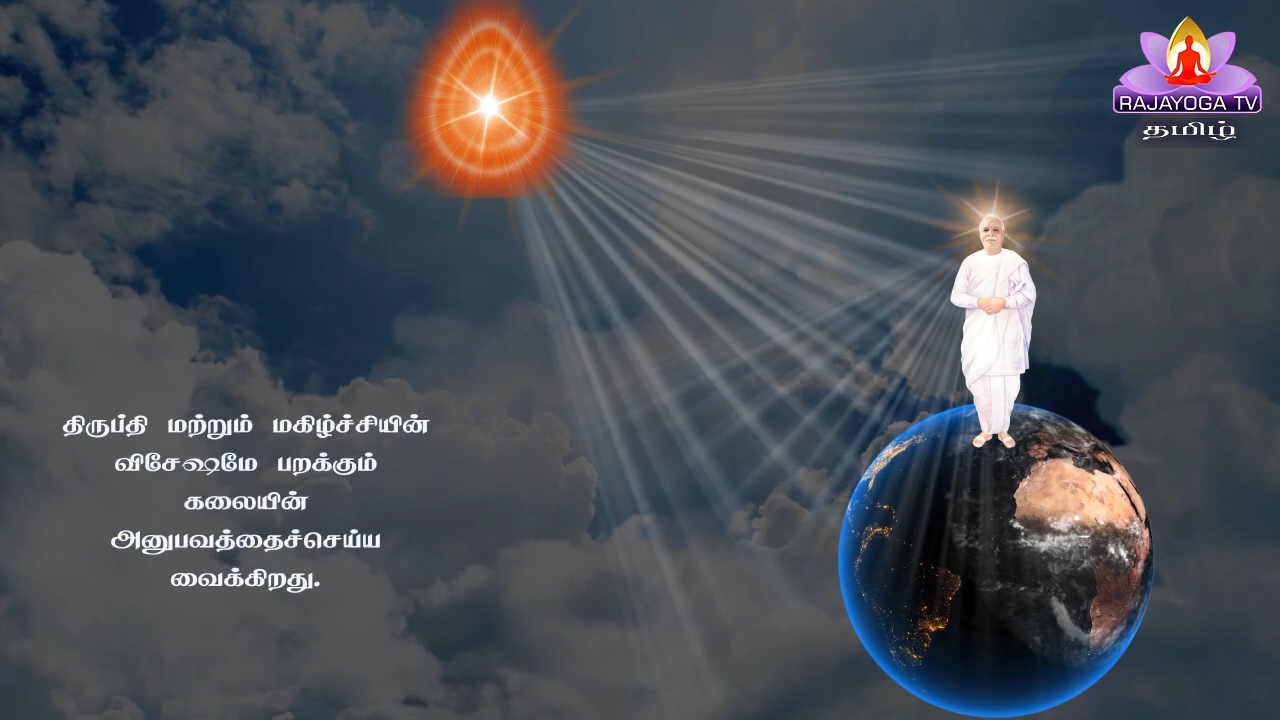 RAJAYOGA TV
தமிழ்
திருப்தி மற்றும் மகிழ்ச்சியின்
விசேஷமே பறக்கும்
கலையின்
அனுபவத்தைச்செய்ய
வைக்கிறது.